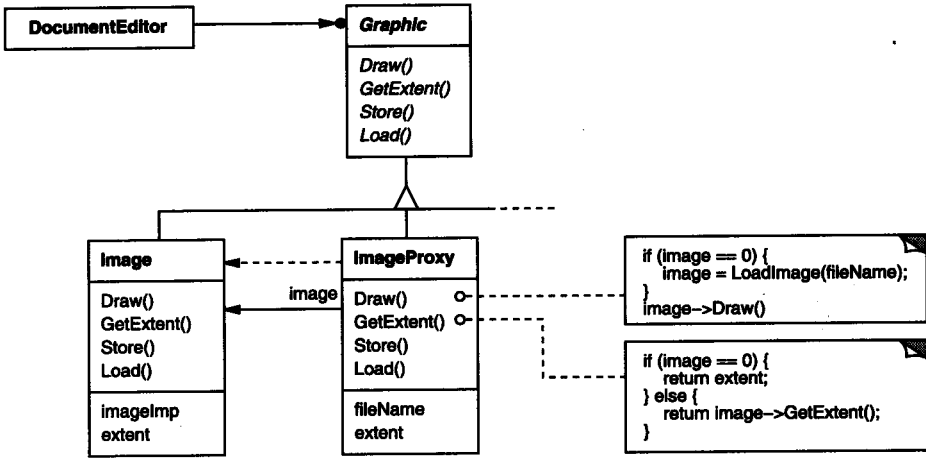 DocumentEditor
Graphic
Draw()
GetExtent()
Store()
Load()
Image
Draw()
GetExtent()
Store()
Load()
imageImp
extent
image
ImageProxy
Draw()
GetExtent()
Store()
Load()
fileName
extent
if (image == 0) {
image = LoadImage(fileName);
}
image->Draw()
if (image == 0) {
return extent;
} else {
return image->GetExtent();
}